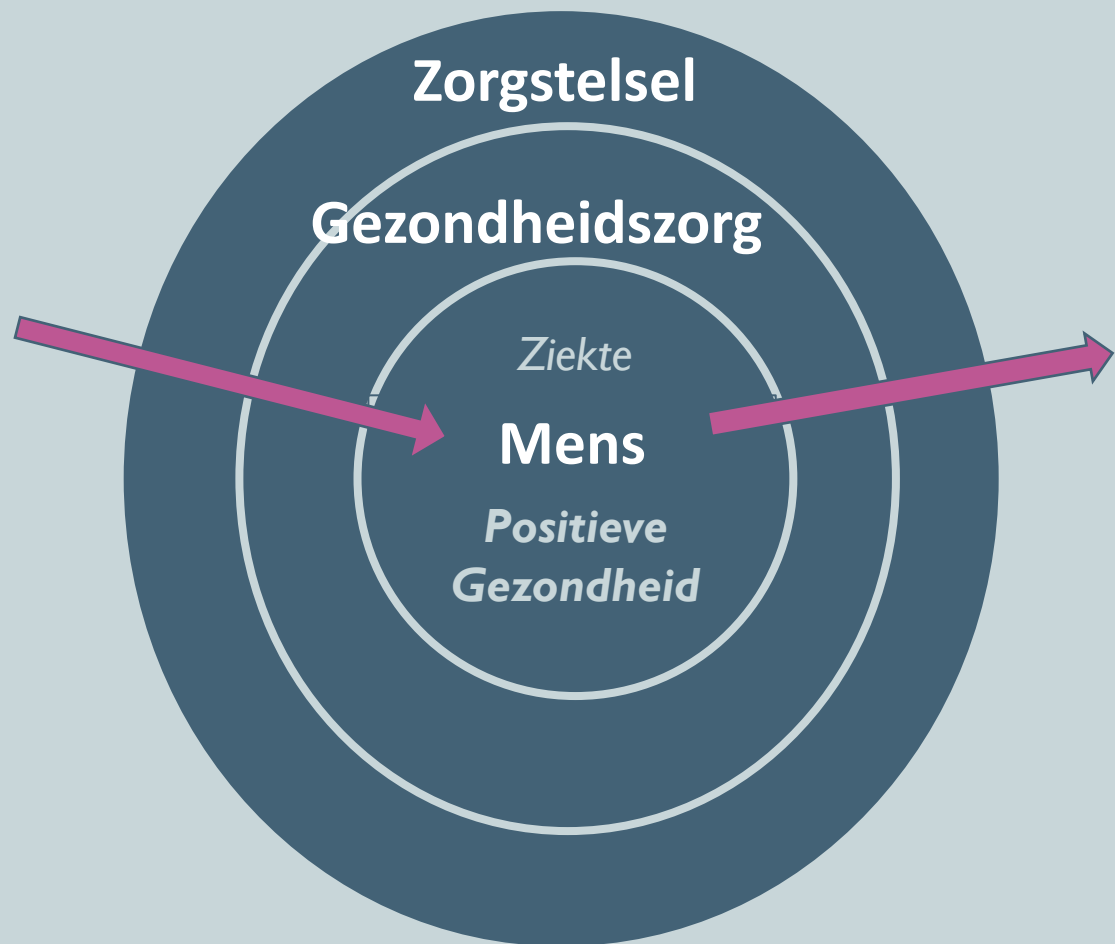 Zorgstelsel
Gezondheidszorg
Ziekte
Mens
Positieve
Gezondheid